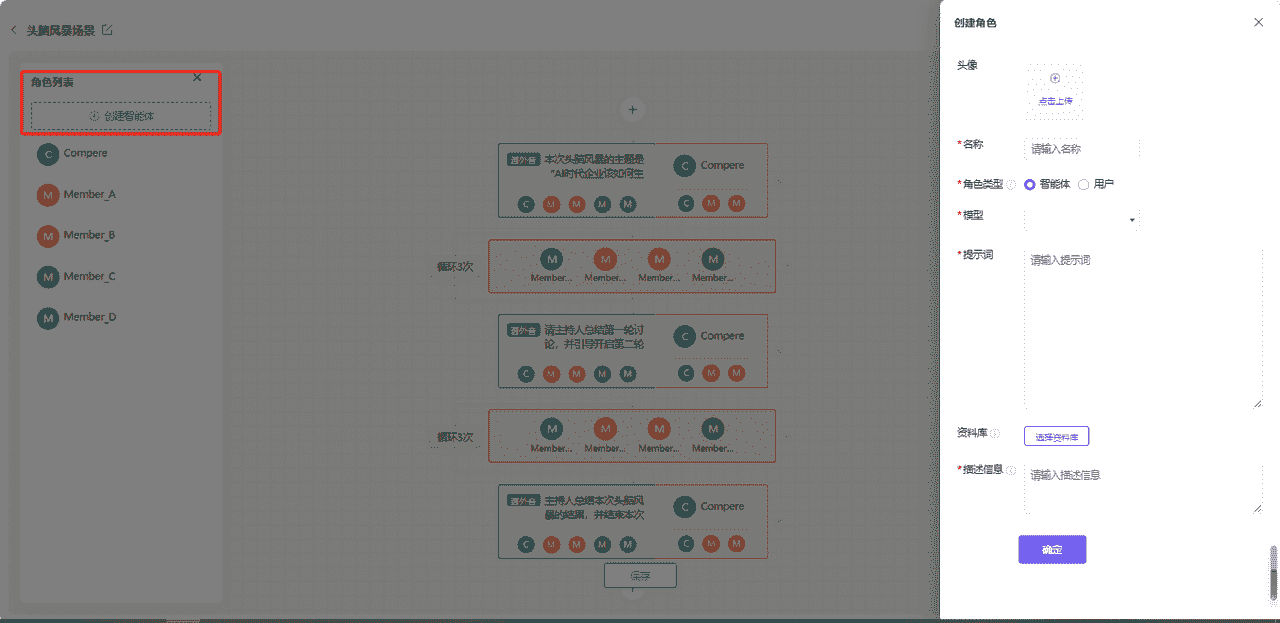 头脑风暴场景
角色列表
创建智能体
C Compere
M Member_A
M Member_B
M Member_C
M Member_D
旁外音 本次头脑风暴的主题是
“AI时代企业该如何生
C M M M M
C Compere
C M M
循环3次
M M M M
Member... Member... Member... Member...
请主持人总结第一轮讨
论，并引导开启第二轮
C M M M M
C Compere
C M M
循环3次
M M M M
Member... Member... Member... Member...
主持人总结本次头脑风
暴的结果，并结束本次
C M M M M
C Compere
C M M
保存
创建角色
头像
点击上传
*名称 请输入名称
*角色类型 智能体 用户
*模型
*提示词 请输入提示词
资料库 选择资料库
*描述信息 请输入描述信息
确定